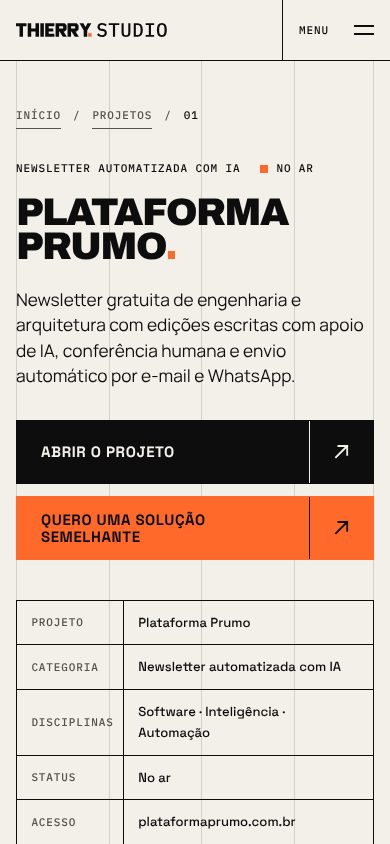 THIERRY. STUDIO
MENU
INÍCIO / PROJETOS / 01
NEWSLETTER AUTOMATIZADA COM IA NO AR
PLATAFORMA
PRUMO.
Newsletter gratuita de engenharia e
arquitetura com edições escritas com apoio
de IA, conferência humana e envio
automático por e-mail e WhatsApp.
ABRIR O PROJETO
QUERO UMA SOLUÇÃO
SEMELHANTE
PROJETO Plataforma Prumo
CATEGORIA Newsletter automatizada com IA
DISCIPLINAS Software · Inteligência ·
Automação
STATUS No ar
ACESSO plataformaprumo.com.br